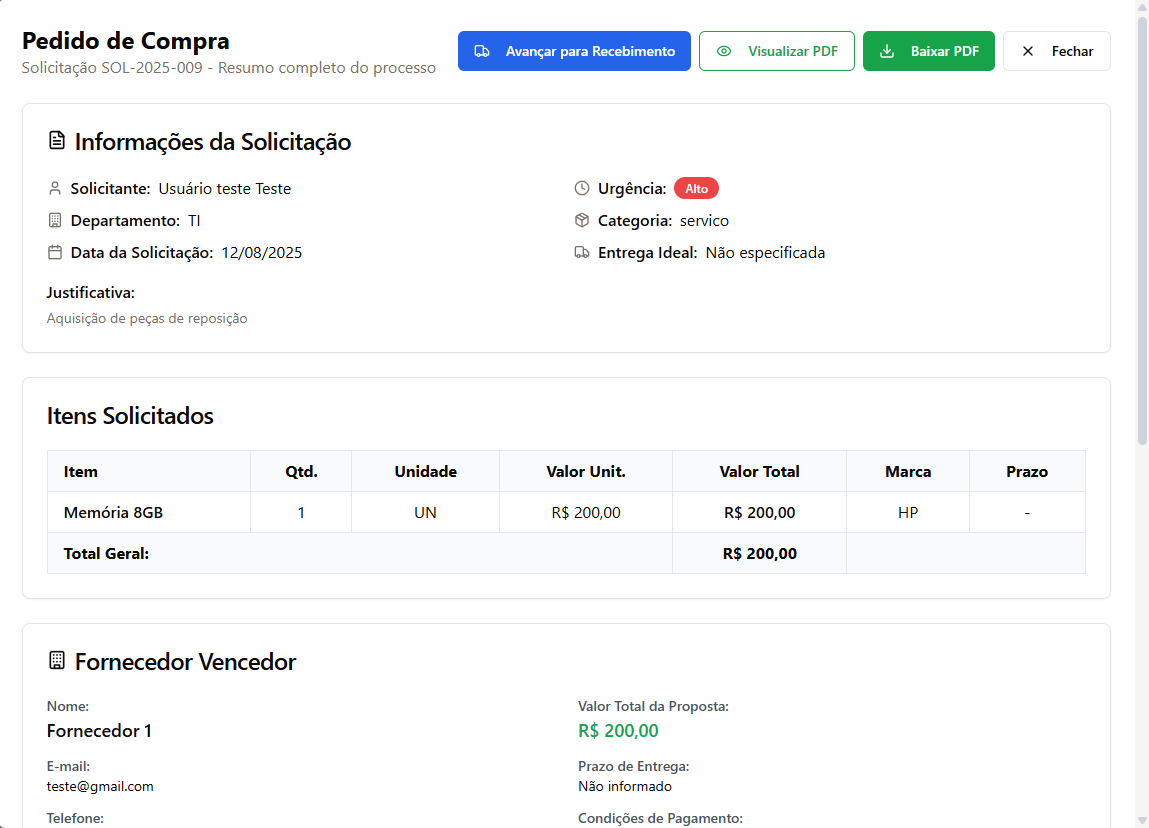 Pedido de Compra
Solicitação SOL-2025-009 - Resumo completo do processo
Avançar para Recebimento
Visualizar PDF
Baixar PDF
Fechar
Informações da Solicitação
Solicitante: Usuário teste Teste
Urgência: Alto
Departamento: TI
Categoria: servico
Data da Solicitação: 12/08/2025
Entrega Ideal: Não especificada
Justificativa:
Aquisição de peças de reposição
Itens Solicitados
Item Qtd. Unidade Valor Unit. Valor Total Marca Prazo
Memória 8GB 1 UN R$ 200,00 R$ 200,00 HP -
Total Geral: R$ 200,00
Fornecedor Vencedor
Nome:
Fornecedor 1
Valor Total da Proposta:
R$ 200,00
E-mail:
teste@gmail.com
Prazo de Entrega:
Não informado
Telefone:
Condições de Pagamento: